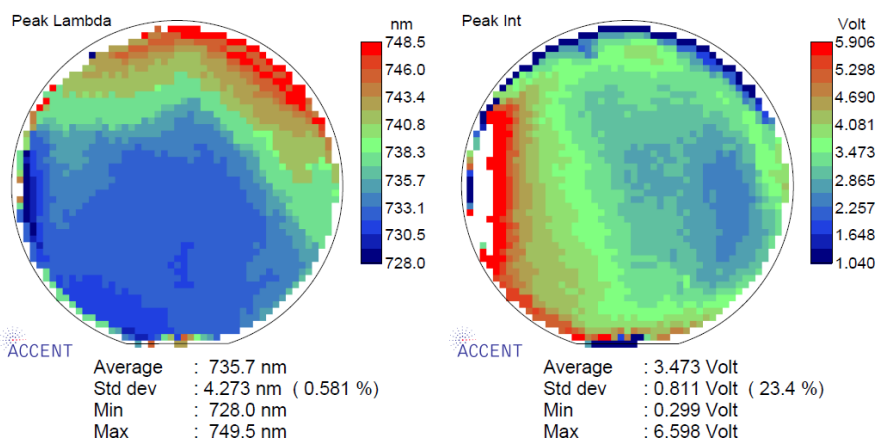 Peak Lambda
nm
748.5
746.0
743.4
740.8
738.3
735.7
733.1
730.5
728.0
ACCENT
Average : 735.7 nm
Std dev : 4.273 nm ( 0.581 %)
Min : 728.0 nm
Max : 749.5 nm
Peak Int
Volt
5.906
5.298
4.690
4.081
3.473
2.865
2.257
1.648
1.040
ACCENT
Average : 3.473 Volt
Std dev : 0.811 Volt ( 23.4 %)
Min : 0.299 Volt
Max : 6.598 Volt